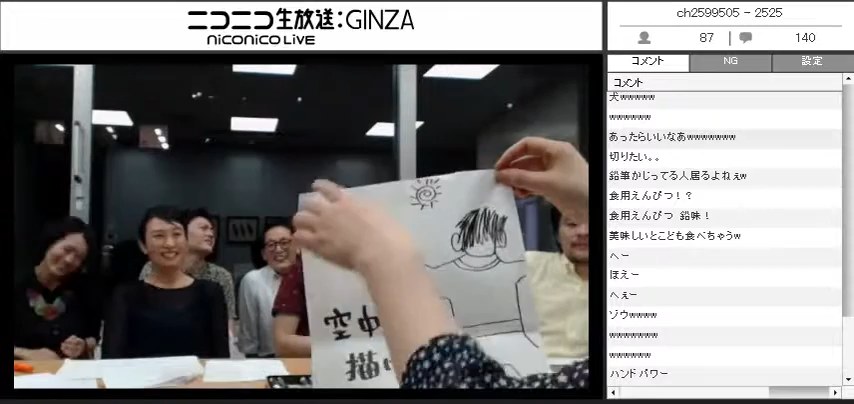 ニコニコ生放送:GINZA
niconico LIVE
ch2599505 - 2525
87 | 140
コメント NG 設定
コメント
犬wwwww
wwwwww
あったらいいなあwwwwwww
切りたい。。
鉛筆かじってる人居るよねぇw
食用えんぴつ！？
食用えんぴつ 鉛味！
美味しいとこども食べちゃうw
へー
ほえー
へぇー
ゾウwwww
wwwwwww
wwwwww
ハンドパワー
空中
描